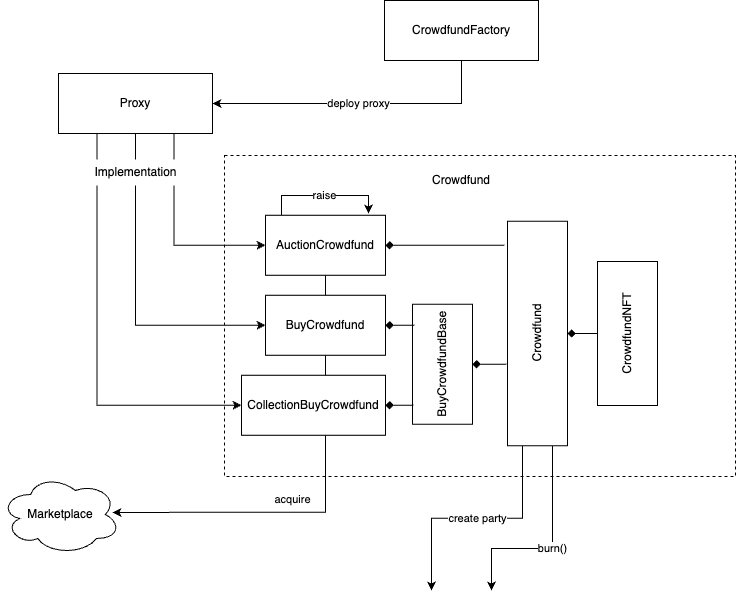 CrowdfundFactory
Proxy
deploy proxy
Implementation
Crowdfund
raise
AuctionCrowdfund
BuyCrowdfund
CollectionBuyCrowdfund
BuyCrowdfundBase
Crowdfund
CrowdfundNFT
acquire
Marketplace
create party
burn()